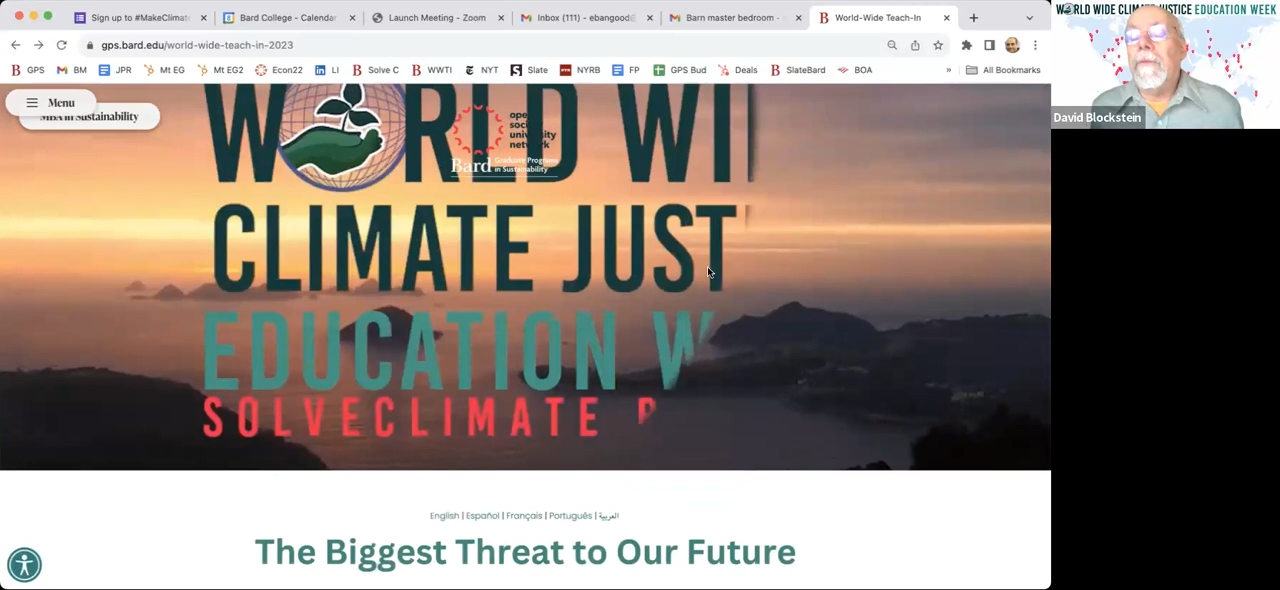 Sign up to #MakeClimate
Bard College - Calenda
Launch Meeting - Zoom
Inbox (111) - ebangood@
Barn master bedroom -
World-Wide Teach-In
gps.bard.edu/world-wide-teach-in-2023
GPS
BM
JPR
Mt EG
Mt EG2
Econ22
LI
Solve C
WWTI
NYT
Slate
NYRB
FP
GPS Bud
Deals
SlateBard
BOA
»
All Bookmarks
WORLD WIDE CLIMATE JUSTICE EDUCATION WEEK
David Blockstein
Menu
MBA in Sustainability
WORLD WI
open
society
university
network
Bard Graduate Programs
in Sustainability
CLIMATE JUST
EDUCATION W
SOLVECLIMATE
English | Español | Français | Português | العربية
The Biggest Threat to Our Future